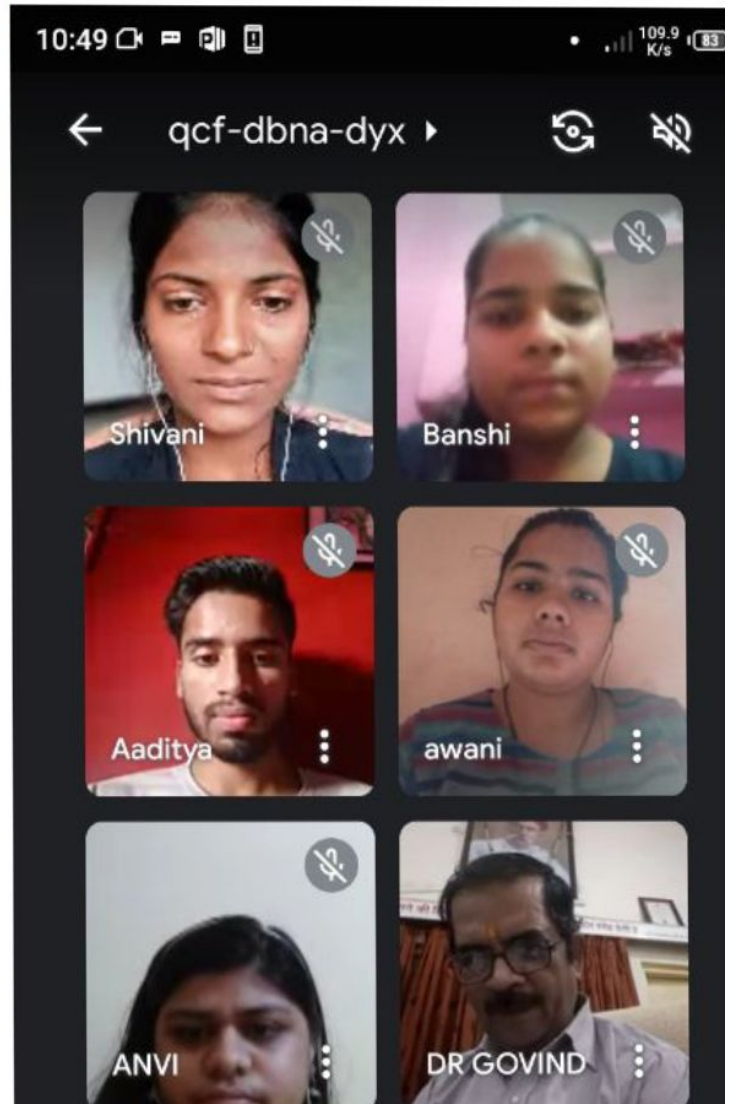 10:49
109.9
K/s
83
qcf-dbna-dyx
Shivani
Banshi
Aaditya
awani
ANVI
DR GOVIND